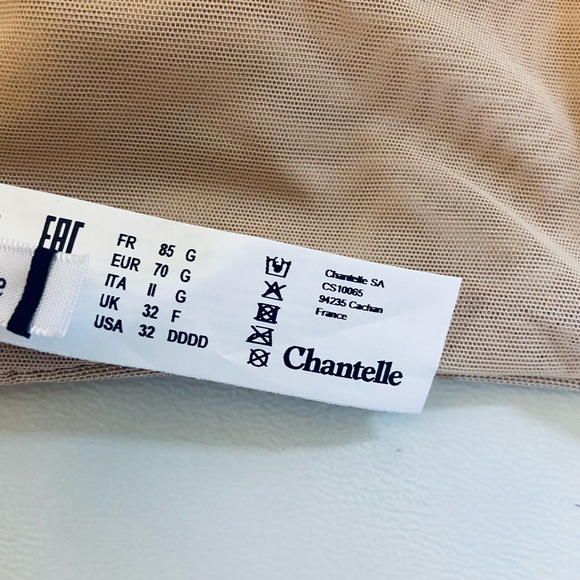 EAC
e
FR 85 G
EUR 70 G
ITA II G
UK 32 F
USA 32 DDDD
Chantelle SA
CS10065
94235 Cachan
France
Chantelle